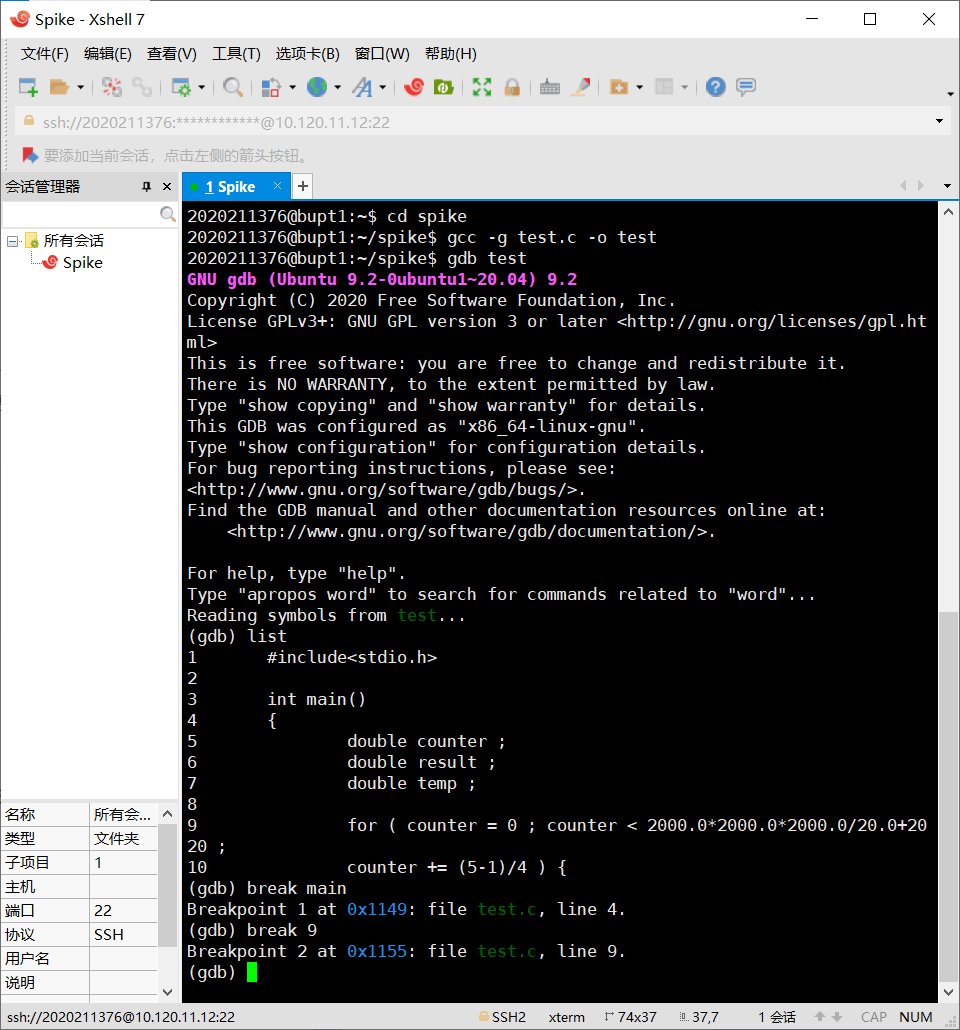 Spike - Xshell 7
文件(F) 编辑(E) 查看(V) 工具(T) 选项卡(B) 窗口(W) 帮助(H)
ssh://2020211376:************@10.120.11.12:22
要添加当前会话，点击左侧的箭头按钮。
会话管理器
1 Spike
所有会话
Spike
名称 所有会...
类型 文件夹
子项目 1
主机
端口 22
协议 SSH
用户名
说明
2020211376@bupt1:~$ cd spike
2020211376@bupt1:~/spike$ gcc -g test.c -o test
2020211376@bupt1:~/spike$ gdb test
GNU gdb (Ubuntu 9.2-0ubuntu1~20.04) 9.2
Copyright (C) 2020 Free Software Foundation, Inc.
License GPLv3+: GNU GPL version 3 or later <http://gnu.org/licenses/gpl.ht
ml>
This is free software: you are free to change and redistribute it.
There is NO WARRANTY, to the extent permitted by law.
Type "show copying" and "show warranty" for details.
This GDB was configured as "x86_64-linux-gnu".
Type "show configuration" for configuration details.
For bug reporting instructions, please see:
<http://www.gnu.org/software/gdb/bugs/>.
Find the GDB manual and other documentation resources online at:
    <http://www.gnu.org/software/gdb/documentation/>.
For help, type "help".
Type "apropos word" to search for commands related to "word"...
Reading symbols from test...
(gdb) list
1       #include<stdio.h>
2
3       int main()
4       {
5               double counter ;
6               double result ;
7               double temp ;
8
9               for ( counter = 0 ; counter < 2000.0*2000.0*2000.0/20.0+20
20 ;
10              counter += (5-1)/4 ) {
(gdb) break main
Breakpoint 1 at 0x1149: file test.c, line 4.
(gdb) break 9
Breakpoint 2 at 0x1155: file test.c, line 9.
(gdb)
ssh://2020211376@10.120.11.12:22 SSH2 xterm 74x37 37,7 1 会话 CAP NUM